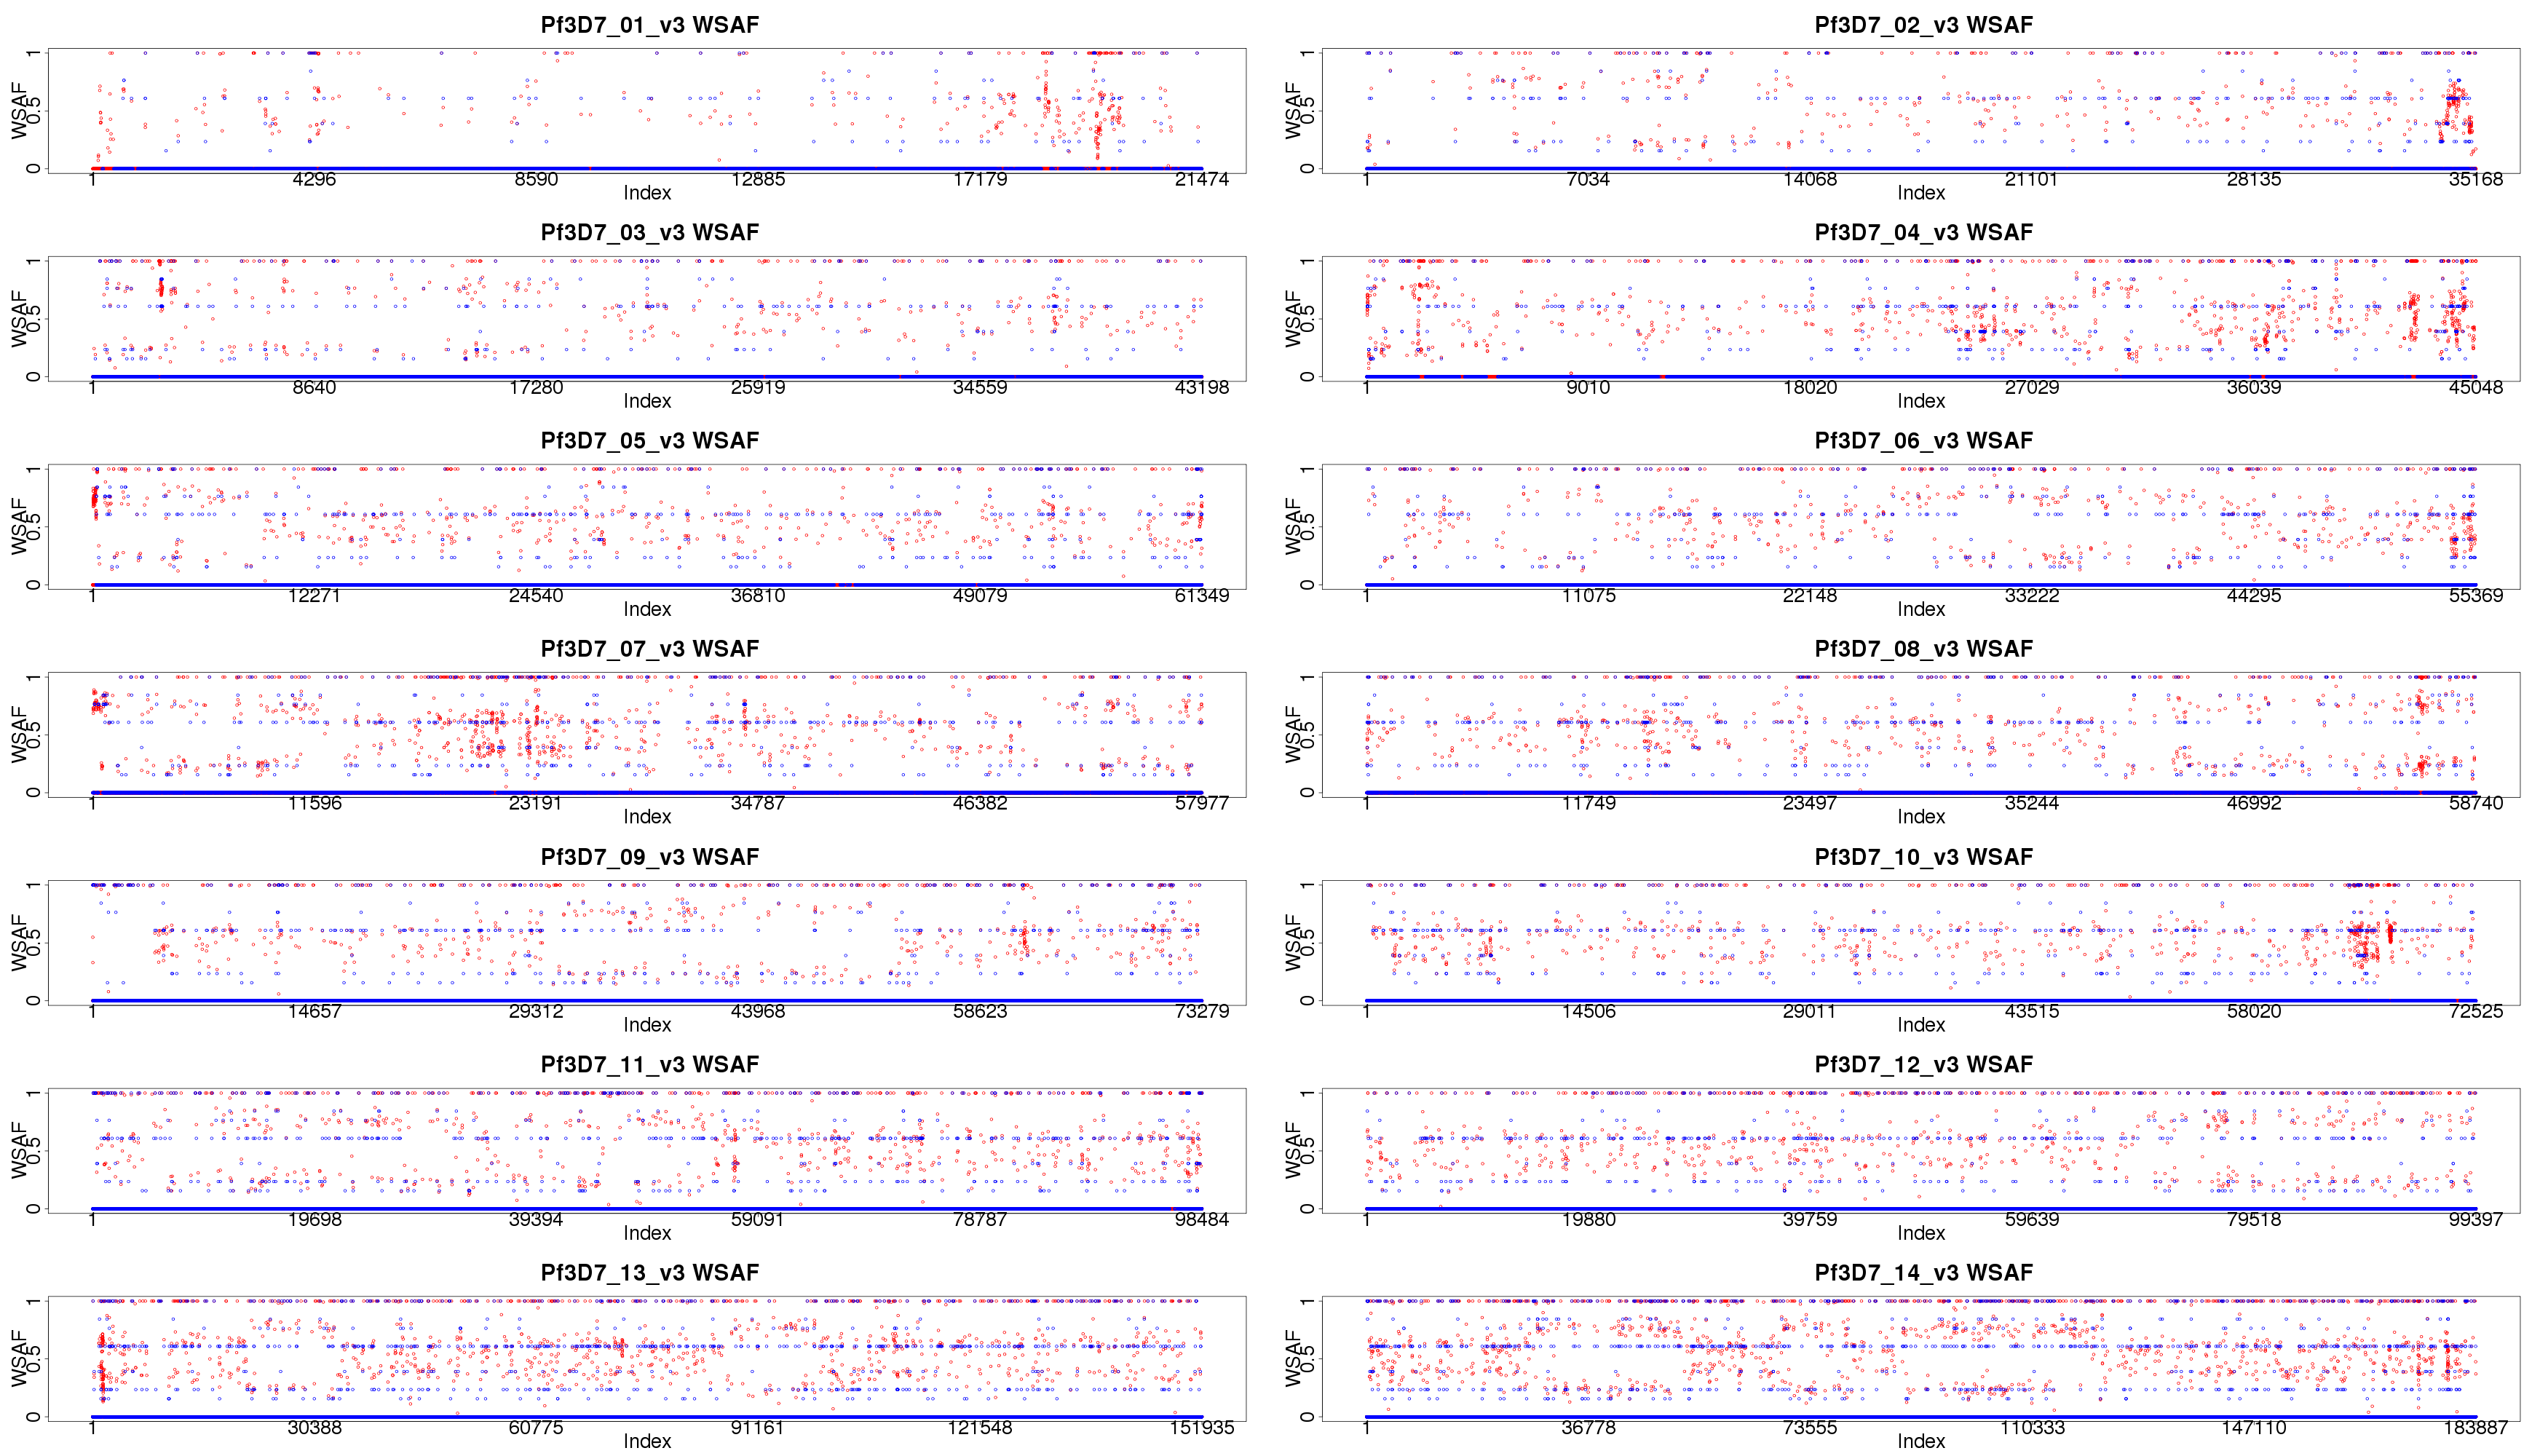 Pf3D7_01_v3 WSAF
WSAF
0 0.5 1
1 4296 8590 12885 17179 21474
Index
Pf3D7_02_v3 WSAF
WSAF
0 0.5 1
1 7034 14068 21101 28135 35168
Index
Pf3D7_03_v3 WSAF
WSAF
0 0.5 1
1 8640 17280 25919 34559 43198
Index
Pf3D7_04_v3 WSAF
WSAF
0 0.5 1
1 9010 18020 27029 36039 45048
Index
Pf3D7_05_v3 WSAF
WSAF
0 0.5 1
1 12271 24540 36810 49079 61349
Index
Pf3D7_06_v3 WSAF
WSAF
0 0.5 1
1 11075 22148 33222 44295 55369
Index
Pf3D7_07_v3 WSAF
WSAF
0 0.5 1
1 11596 23191 34787 46382 57977
Index
Pf3D7_08_v3 WSAF
WSAF
0 0.5 1
1 11749 23497 35244 46992 58740
Index
Pf3D7_09_v3 WSAF
WSAF
0 0.5 1
1 14657 29312 43968 58623 73279
Index
Pf3D7_10_v3 WSAF
WSAF
0 0.5 1
1 14506 29011 43515 58020 72525
Index
Pf3D7_11_v3 WSAF
WSAF
0 0.5 1
1 19698 39394 59091 78787 98484
Index
Pf3D7_12_v3 WSAF
WSAF
0 0.5 1
1 19880 39759 59639 79518 99397
Index
Pf3D7_13_v3 WSAF
WSAF
0 0.5 1
1 30388 60775 91161 121548 151935
Index
Pf3D7_14_v3 WSAF
WSAF
0 0.5 1
1 36778 73555 110333 147110 183887
Index